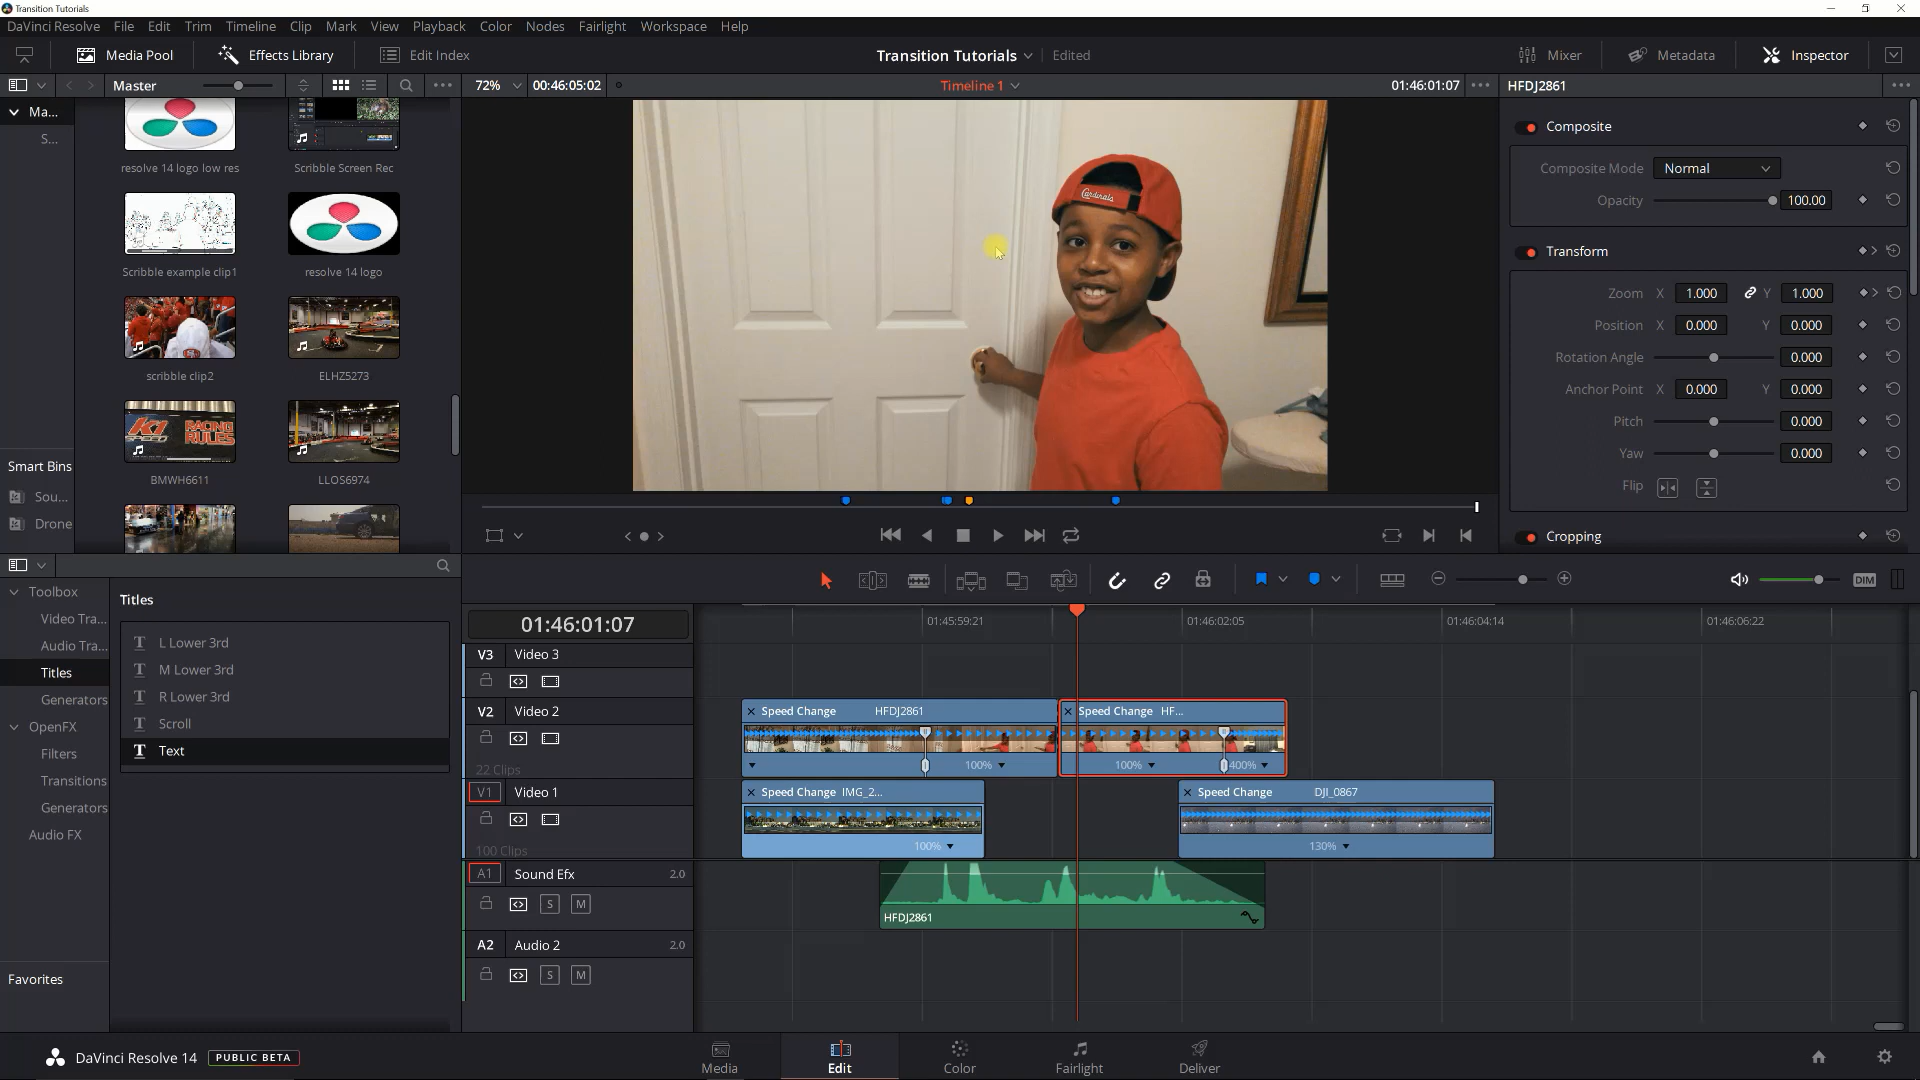 Transition Tutorials
DaVinci Resolve File Edit Trim Timeline Clip Mark View Playback Color Nodes Fairlight Workspace Help
Media Pool Effects Library Edit Index Transition Tutorials Edited Mixer Metadata Inspector
Master 72% 00:46:05:02 Timeline 1 01:46:01:07 HFDJ2861
Ma...
S...
resolve 14 logo low res Scribble Screen Rec
Scribble example clip1 resolve 14 logo
scribble clip2 ELHZ5273
K1 SPEED RACING RULES
BMWH6611 LLOS6974
Smart Bins
Sou...
Drone
Cardinals
Composite
Composite Mode Normal
Opacity 100.00
Transform
Zoom X 1.000 Y 1.000
Position X 0.000 Y 0.000
Rotation Angle 0.000
Anchor Point X 0.000 Y 0.000
Pitch 0.000
Yaw 0.000
Flip
Cropping
Toolbox
Video Tra...
Audio Tra...
Titles
Generators
OpenFX
Filters
Transitions
Generators
Audio FX
Favorites
Titles
L Lower 3rd
M Lower 3rd
R Lower 3rd
Scroll
Text
DIM
01:46:01:07 01:45:59:21 01:46:02:05 01:46:04:14 01:46:06:22
V3 Video 3
V2 Video 2
22 Clips
Speed Change HFDJ2861
100%
Speed Change HF...
100% 400%
V1 Video 1
100 Clips
Speed Change IMG_2...
100%
Speed Change DJI_0867
130%
A1 Sound Efx 2.0
S M
HFDJ2861
A2 Audio 2 2.0
S M
DaVinci Resolve 14 PUBLIC BETA
Media Edit Color Fairlight Deliver